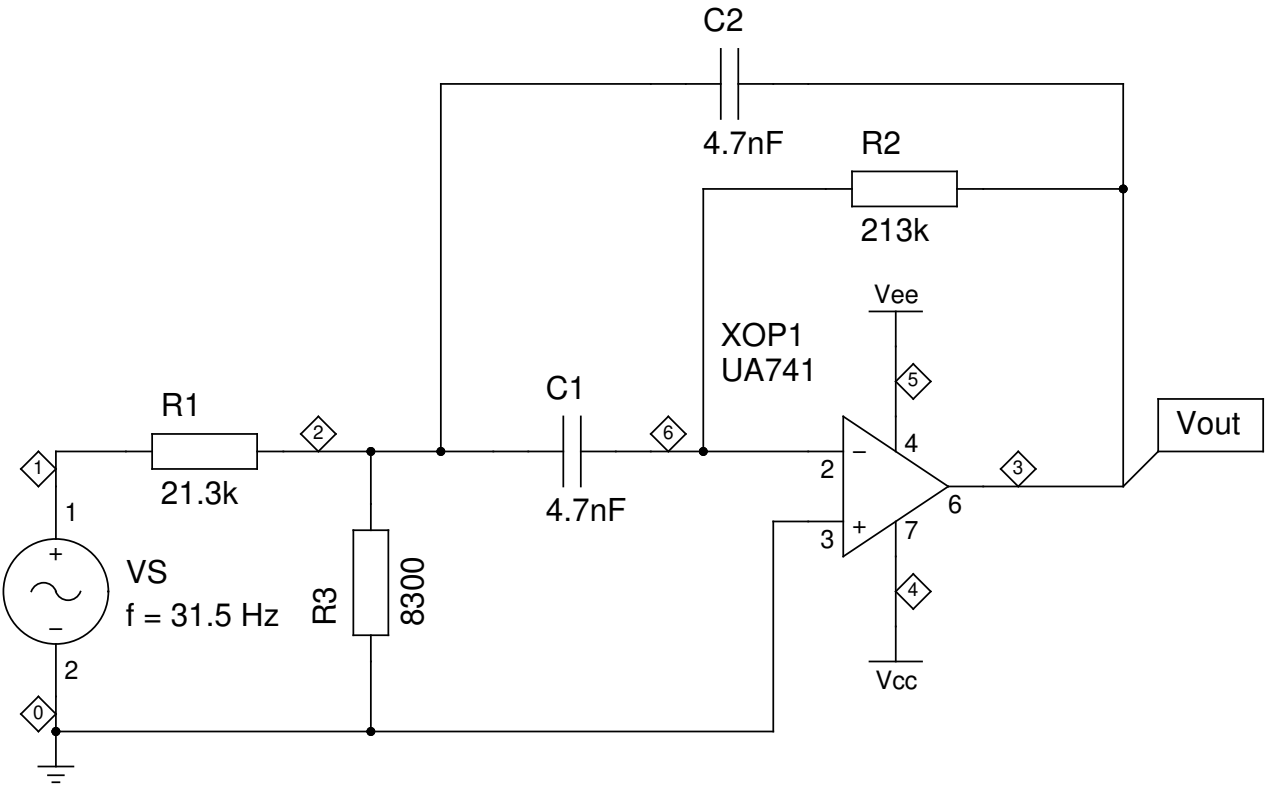 C2
4.7nF
R2
213k
Vee
XOP1
UA741
5
C1
R1
2
6
4
Vout
1
21.3k
2
−
3
1
4.7nF
+
3
7
6
+
VS
f = 31.5 Hz
−
R3
8300
4
2
Vcc
0